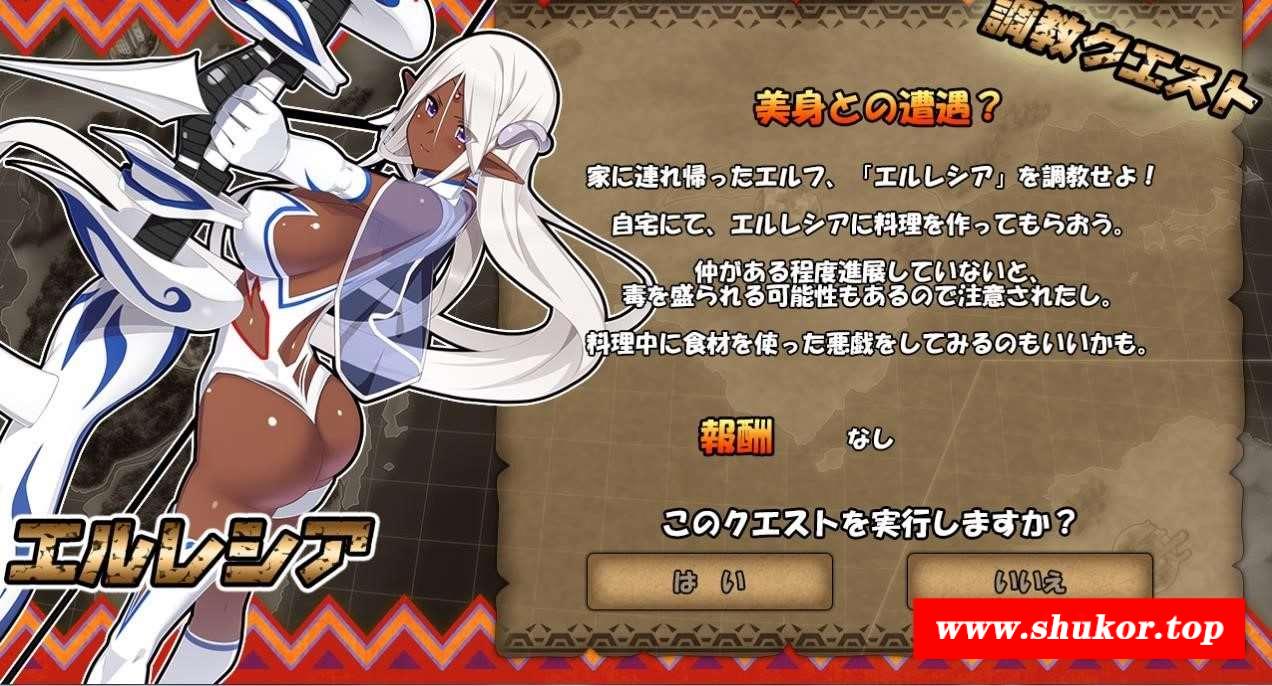 調教クエスト
美身との遭遇？
家に連れ帰ったエルフ、「エルレシア」を調教せよ！
自宅にて、エルレシアに料理を作ってもらおう。
仲がある程度進展していないと、
毒を盛られる可能性もあるので注意されたし。
料理中に食材を使った悪戯をしてみるのもいいかも。
報酬 なし
このクエストを実行しますか？
はい いいえ
エルレシア
www.shukor.top